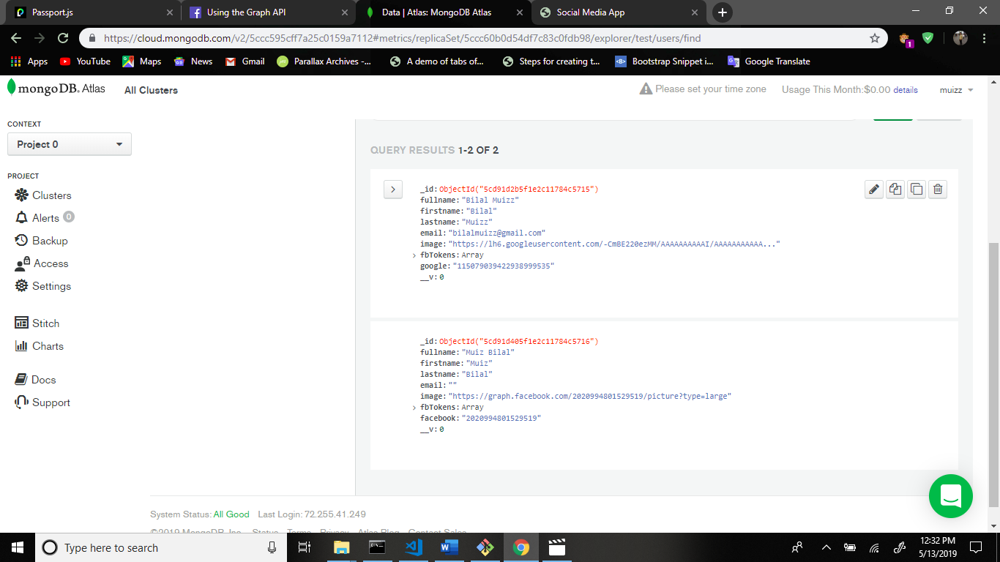 Passport.js
Using the Graph API
Data | Atlas: MongoDB Atlas
Social Media App
https://cloud.mongodb.com/v2/5ccc595cff7a25c0159a7112#metrics/replicaSet/5ccc60b0d54df7c83c0fdb98/explorer/test/users/find
1
Apps YouTube Maps News Gmail Parallax Archives -... A demo of tabs of... Steps for creating t... Bootstrap Snippet i... Google Translate
mongoDB. Atlas All Clusters Please set your time zone Usage This Month:$0.00 details muizz
CONTEXT
Project 0
PROJECT
Clusters
Alerts 0
Backup
Access
Settings
Stitch
Charts
Docs
Support
QUERY RESULTS 1-2 OF 2
_id:ObjectId("5cd91d2b5f1e2c11784c5715")
fullname:"Bilal Muizz"
firstname:"Bilal"
lastname:"Muizz"
email:"bilalmuizz@gmail.com"
image:"https://lh6.googleusercontent.com/-CmBE220ezMM/AAAAAAAAAAI/AAAAAAAAAAA..."
> fbTokens:Array
google:"115079039422938999535"
__v:0
_id:ObjectId("5cd91d405f1e2c11784c5716")
fullname:"Muiz Bilal"
firstname:"Muiz"
lastname:"Bilal"
email:""
image:"https://graph.facebook.com/2020994801529519/picture?type=large"
> fbTokens:Array
facebook:"2020994801529519"
__v:0
System Status: All Good Last Login: 72.255.41.249
©2019 MongoDB, Inc. Status Terms Privacy Atlas Blog Contact Sales
Type here to search
12:32 PM
5/13/2019